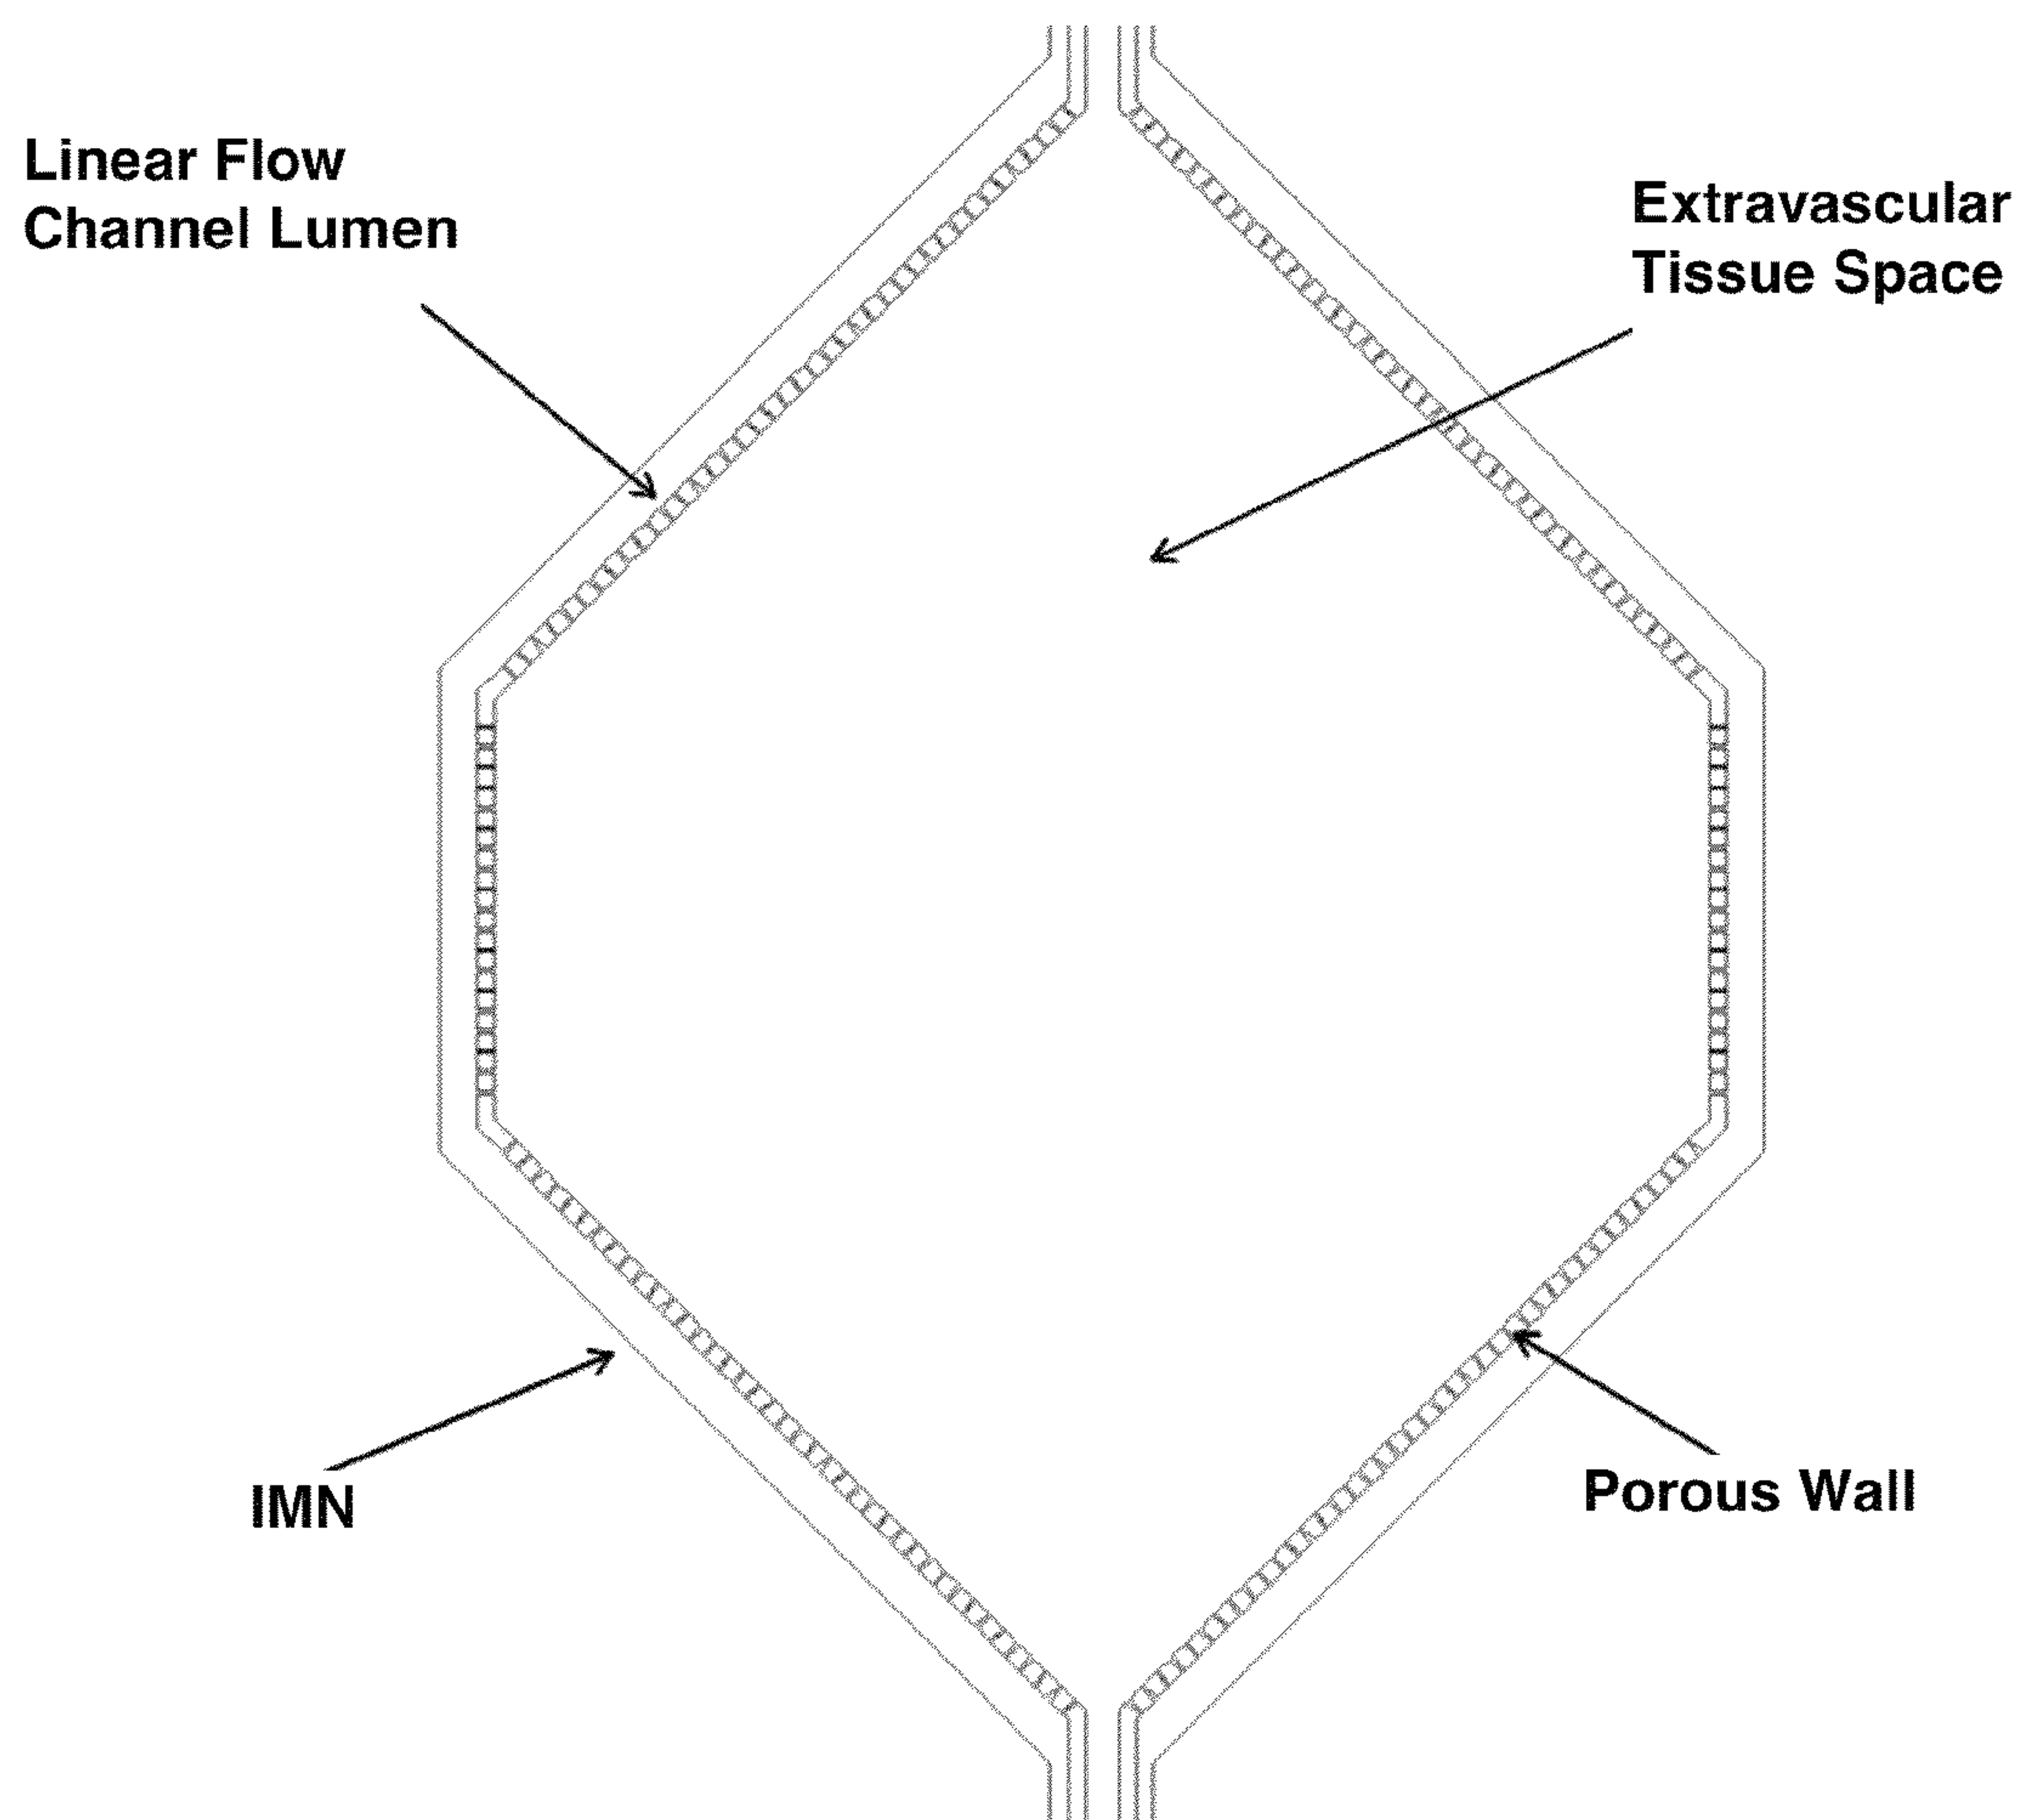 Linear Flow
Channel Lumen
Extravascular
Tissue Space
IMN
Porous Wall